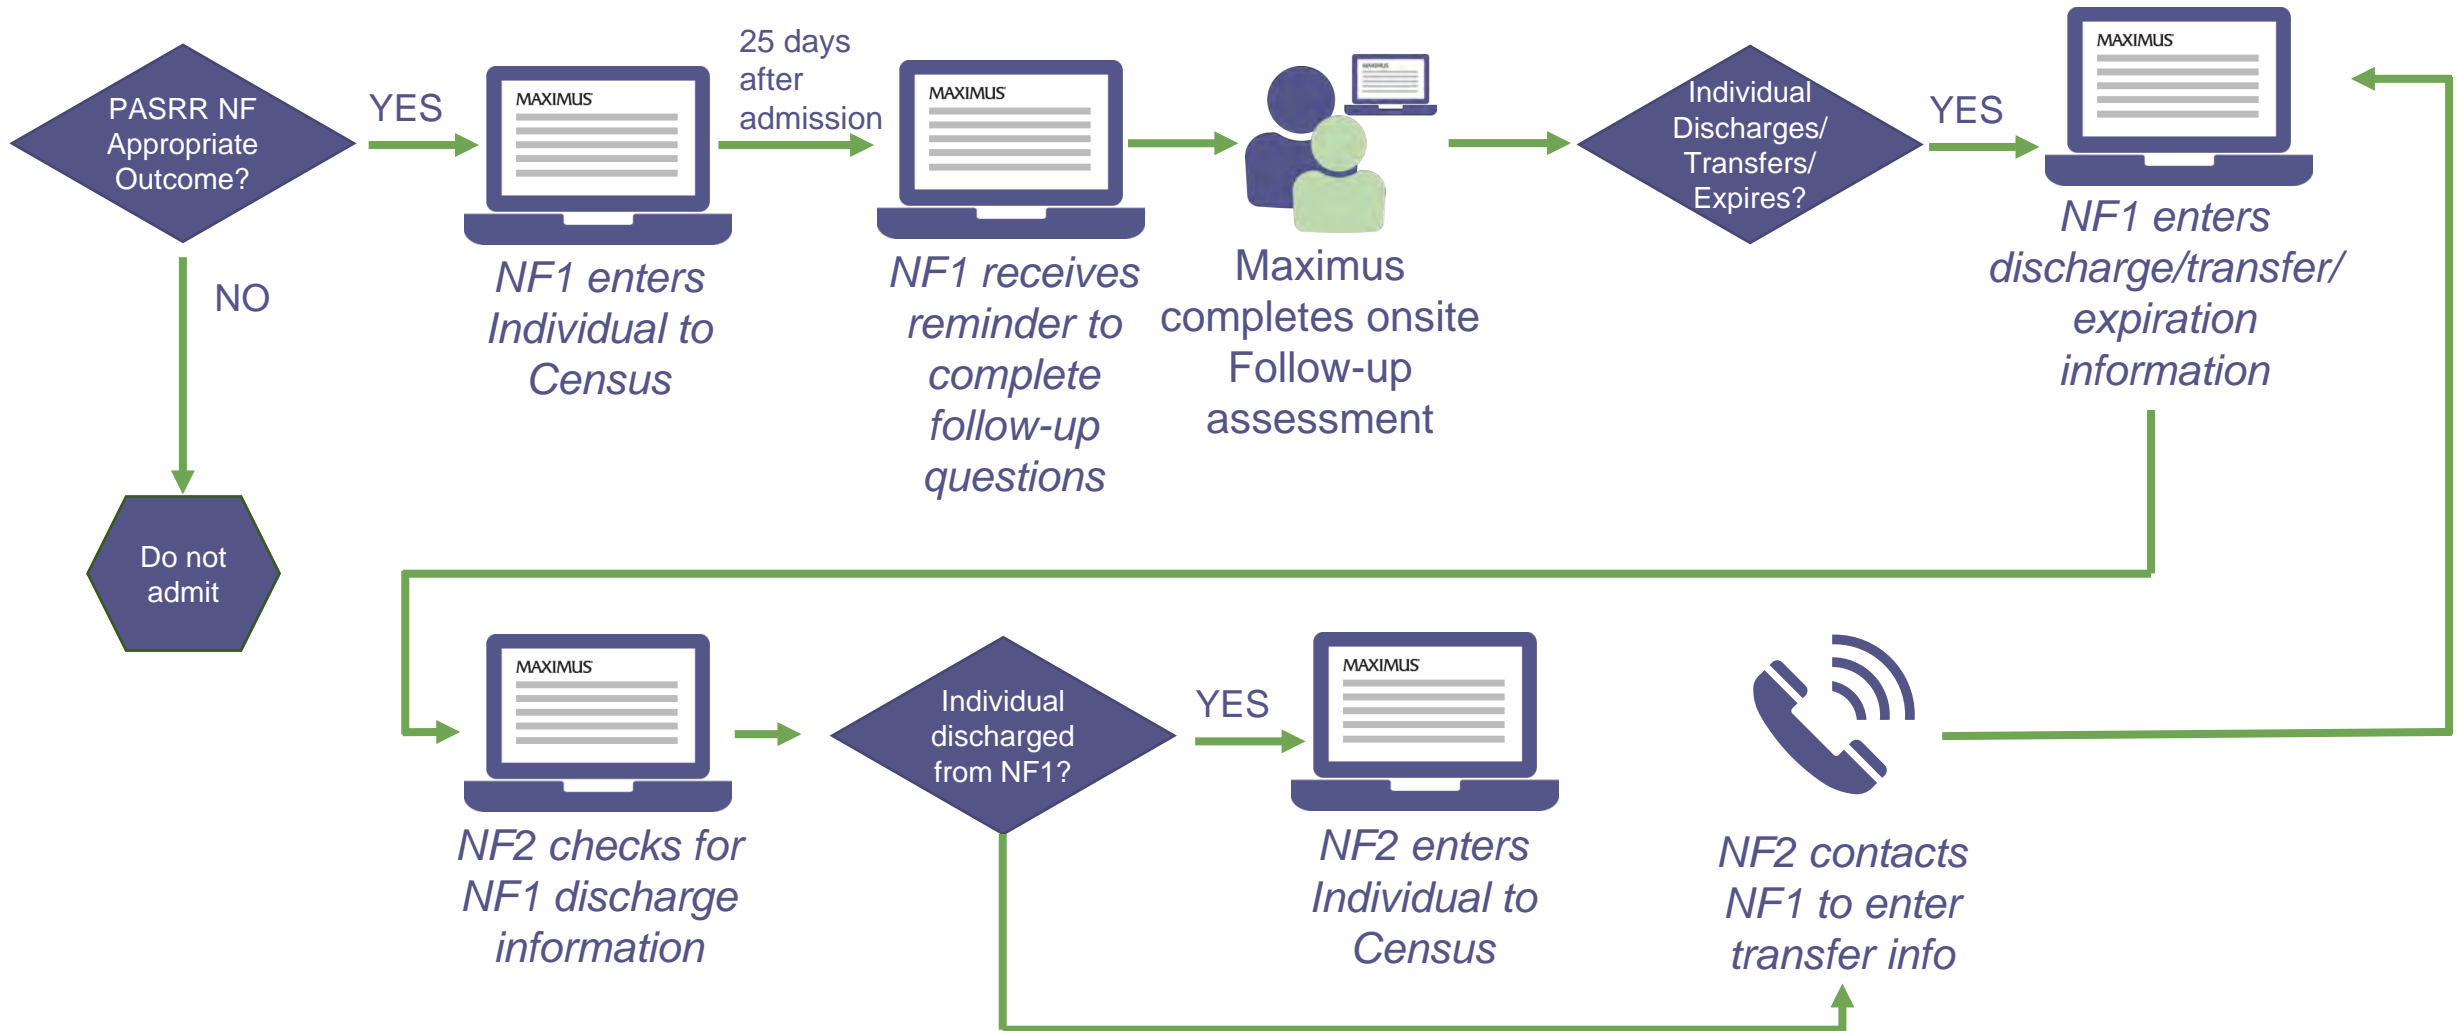 PASRR NF
Appropriate
Outcome?
YES
NO
Do not
admit
MAXIMUS
NF1 enters
Individual to
Census
25 days
after
admission
MAXIMUS
NF1 receives
reminder to
complete
follow-up
questions
MAXIMUS
Maximus
completes onsite
Follow-up
assessment
Individual
Discharges/
Transfers/
Expires?
YES
MAXIMUS
NF1 enters
discharge/transfer/
expiration
information
MAXIMUS
NF2 checks for
NF1 discharge
information
Individual
discharged
from NF1?
YES
MAXIMUS
NF2 enters
Individual to
Census
NF2 contacts
NF1 to enter
transfer info